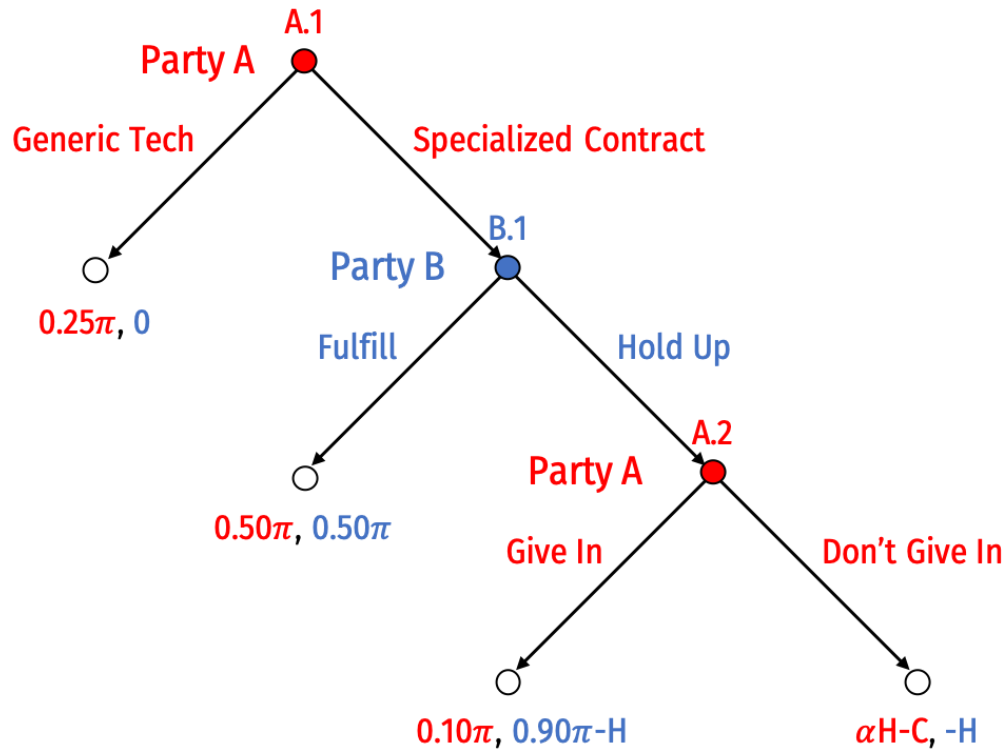 A.1
Party A
Generic Tech
Specialized Contract
B.1
Party B
0.25π, 0
Fulfill
Hold Up
A.2
Party A
0.50π, 0.50π
Give In
Don't Give In
0.10π, 0.90π-H
αH-C, -H